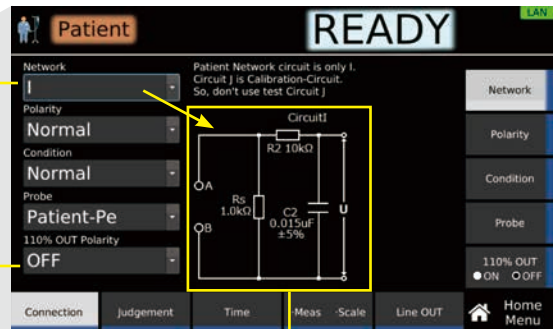 LAN
Patient
READY
Network
I
Patient Network circuit is only I.
Circuit J is Calibration-Circuit.
So, don't use test Circuit J
Polarity
Normal
Condition
Normal
Probe
Patient-Pe
110% OUT Polarity
OFF
CircuitI
R2 10kΩ
A
Rs
1.0kΩ
C2
0.015uF
±5%
U
B
Network
Polarity
Condition
Probe
110% OUT
ON OFF
Connection
Judgement
Time
·Meas ·Scale
Line OUT
Home
Menu